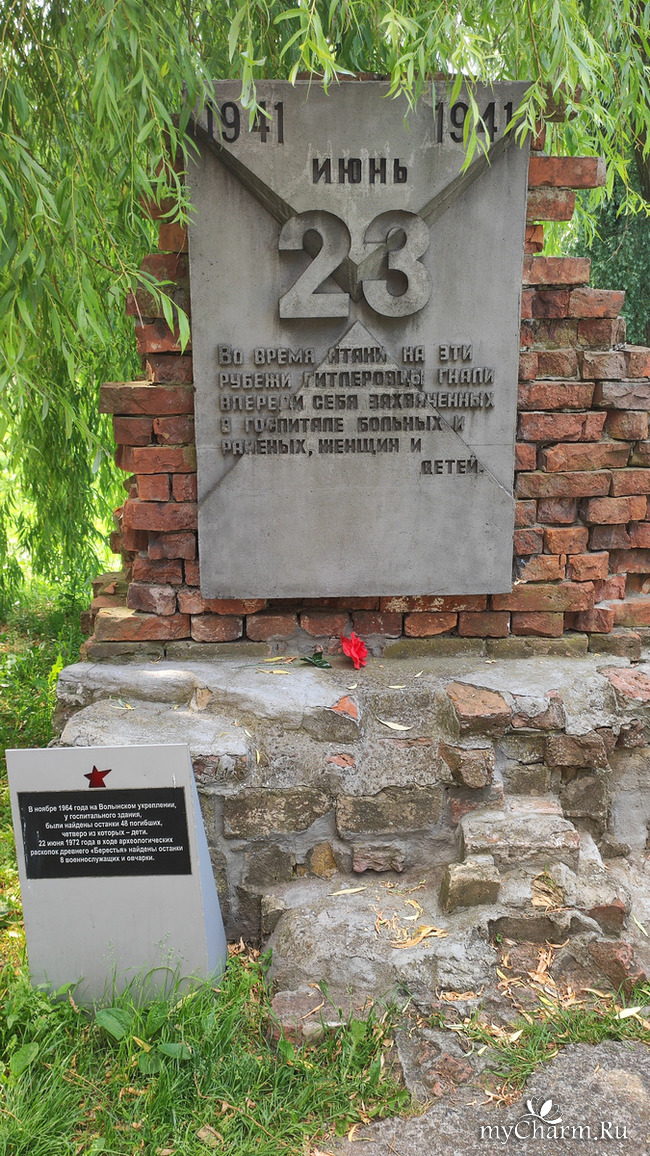 1941 1941
ИЮНЬ
23
ВО ВРЕМЯ АТАКИ НА ЭТИ
РУБЕЖИ ГИТЛЕРОВЦЫ ГНАЛИ
ВПЕРЕДИ СЕБЯ ЗАХВАЧЕННЫХ
В ГОСПИТАЛЕ БОЛЬНЫХ И
РАНЕНЫХ, ЖЕНЩИН И
ДЕТЕЙ.
В ноябре 1964 года на Волынском укреплении,
у госпитального здания,
были найдены останки 48 погибших,
четверо из которых – дети.
22 июня 1972 года в ходе археологических
раскопок древнего «Берестья» найдены останки
8 военнослужащих и овчарки.
myCharm.Ru